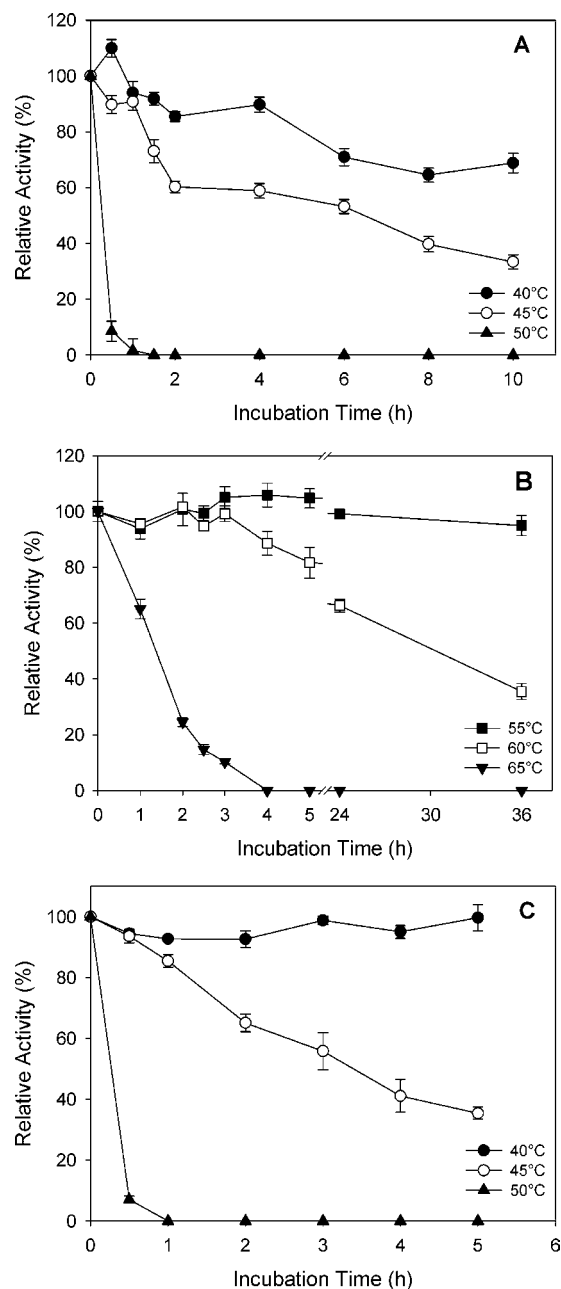 A
120
100
80
60
40
20
0
Relative Activity (%)
40°C
45°C
50°C
0 2 4 6 8 10
Incubation Time (h)
B
120
100
80
60
40
20
0
Relative Activity (%)
55°C
60°C
65°C
0 1 2 3 4 5 24 30 36
Incubation Time (h)
C
100
80
60
40
20
0
Relative Activity (%)
40°C
45°C
50°C
0 1 2 3 4 5 6
Incubation Time (h)